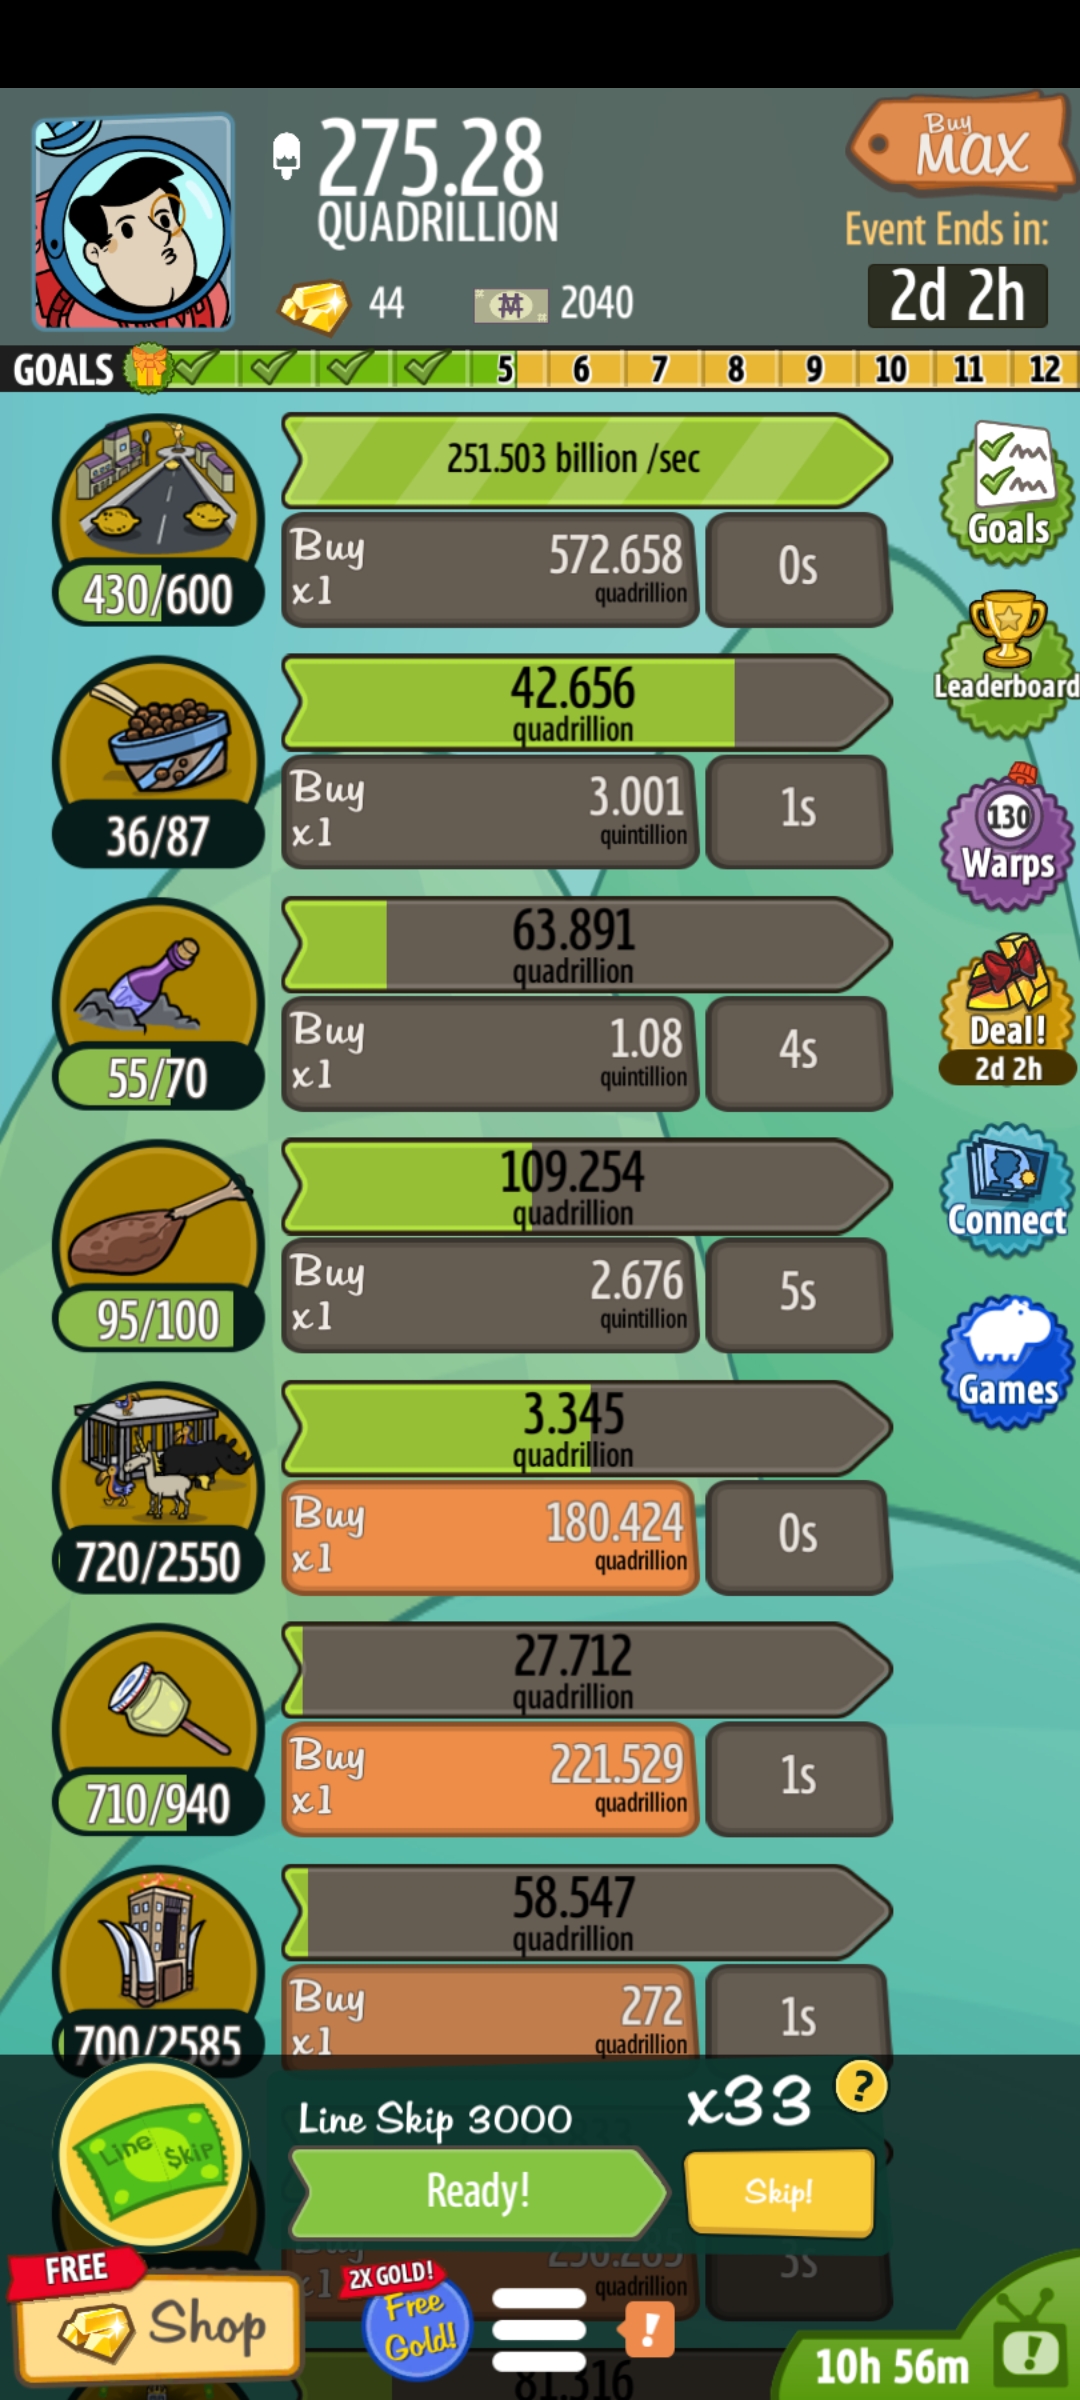 275.28
QUADRILLION
Buy
MAX
Event Ends in:
2d 2h
44
2040
GOALS 5 6 7 8 9 10 11 12
251.503 billion /sec
Buy
x1
572.658
quadrillion
0s
430/600
Goals
42.656
quadrillion
Buy
x1
3.001
quintillion
1s
36/87
Leaderboard
63.891
quadrillion
Buy
x1
1.08
quintillion
4s
55/70
130
Warps
Deal!
2d 2h
109.254
quadrillion
Buy
x1
2.676
quintillion
5s
95/100
Connect
Games
3.345
quadrillion
Buy
x1
180.424
quadrillion
0s
720/2550
27.712
quadrillion
Buy
x1
221.529
quadrillion
1s
710/940
58.547
quadrillion
Buy
x1
272
quadrillion
1s
700/2585
Line Skip
Line Skip 3000
x33
?
Ready!
Skip!
quadrillion
3s
FREE
Shop
2X GOLD!
Free
Gold!
!
10h 56m
!
81.316